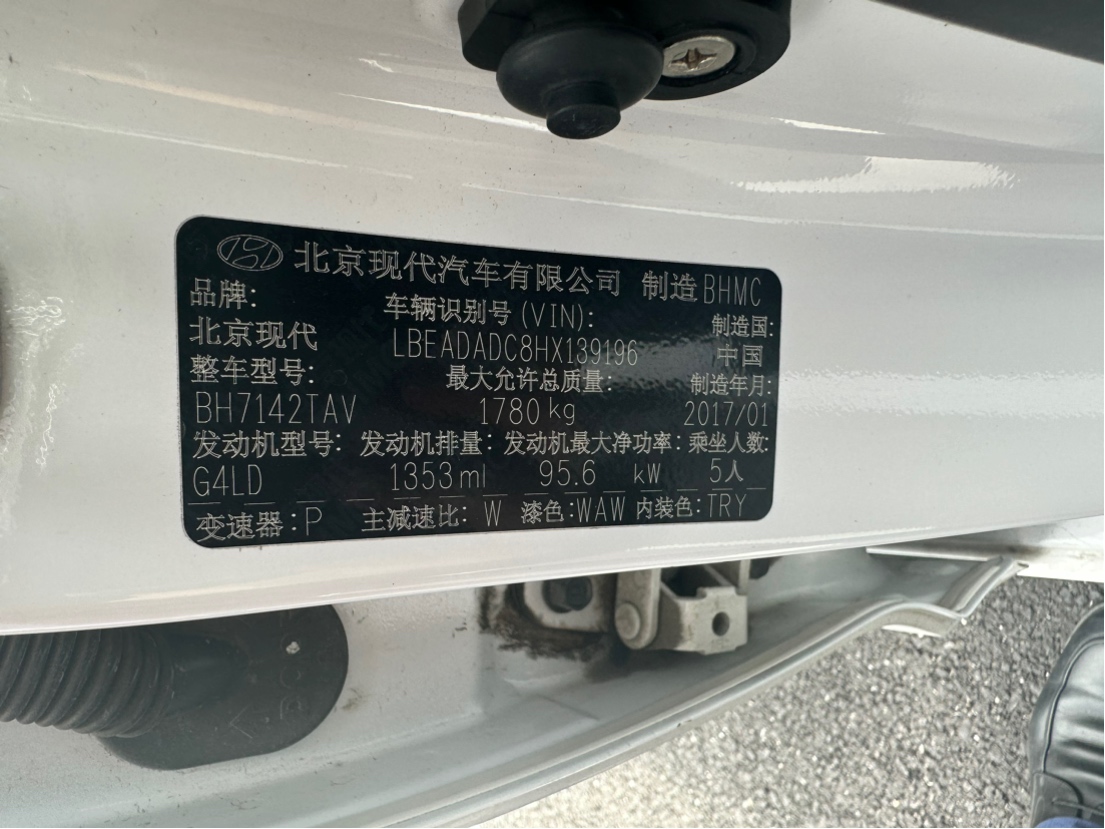 北京现代汽车有限公司 制造 BHMC
品牌: 车辆识别号(VIN): 制造国:
北京现代 LBEADADC8HX139196 中国
整车型号: 最大允许总质量: 制造年月:
BH7142TAV 1780kg 2017/01
发动机型号: 发动机排量: 发动机最大净功率: 乘坐人数:
G4LD 1353ml 95.6 kW 5人
变速器:P 主减速比: W 漆色:WAW 内装色:TRY